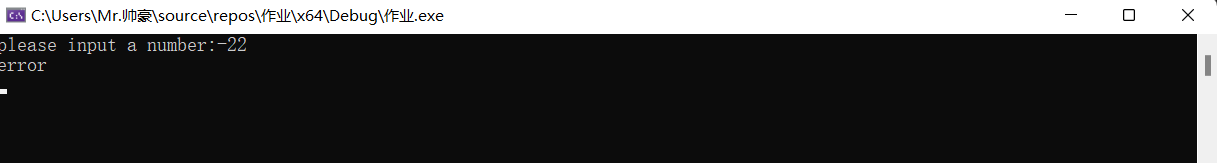 C:\Users\Mr.帅豪\source\repos\作业\x64\Debug\作业.exe
please input a number:-22
error